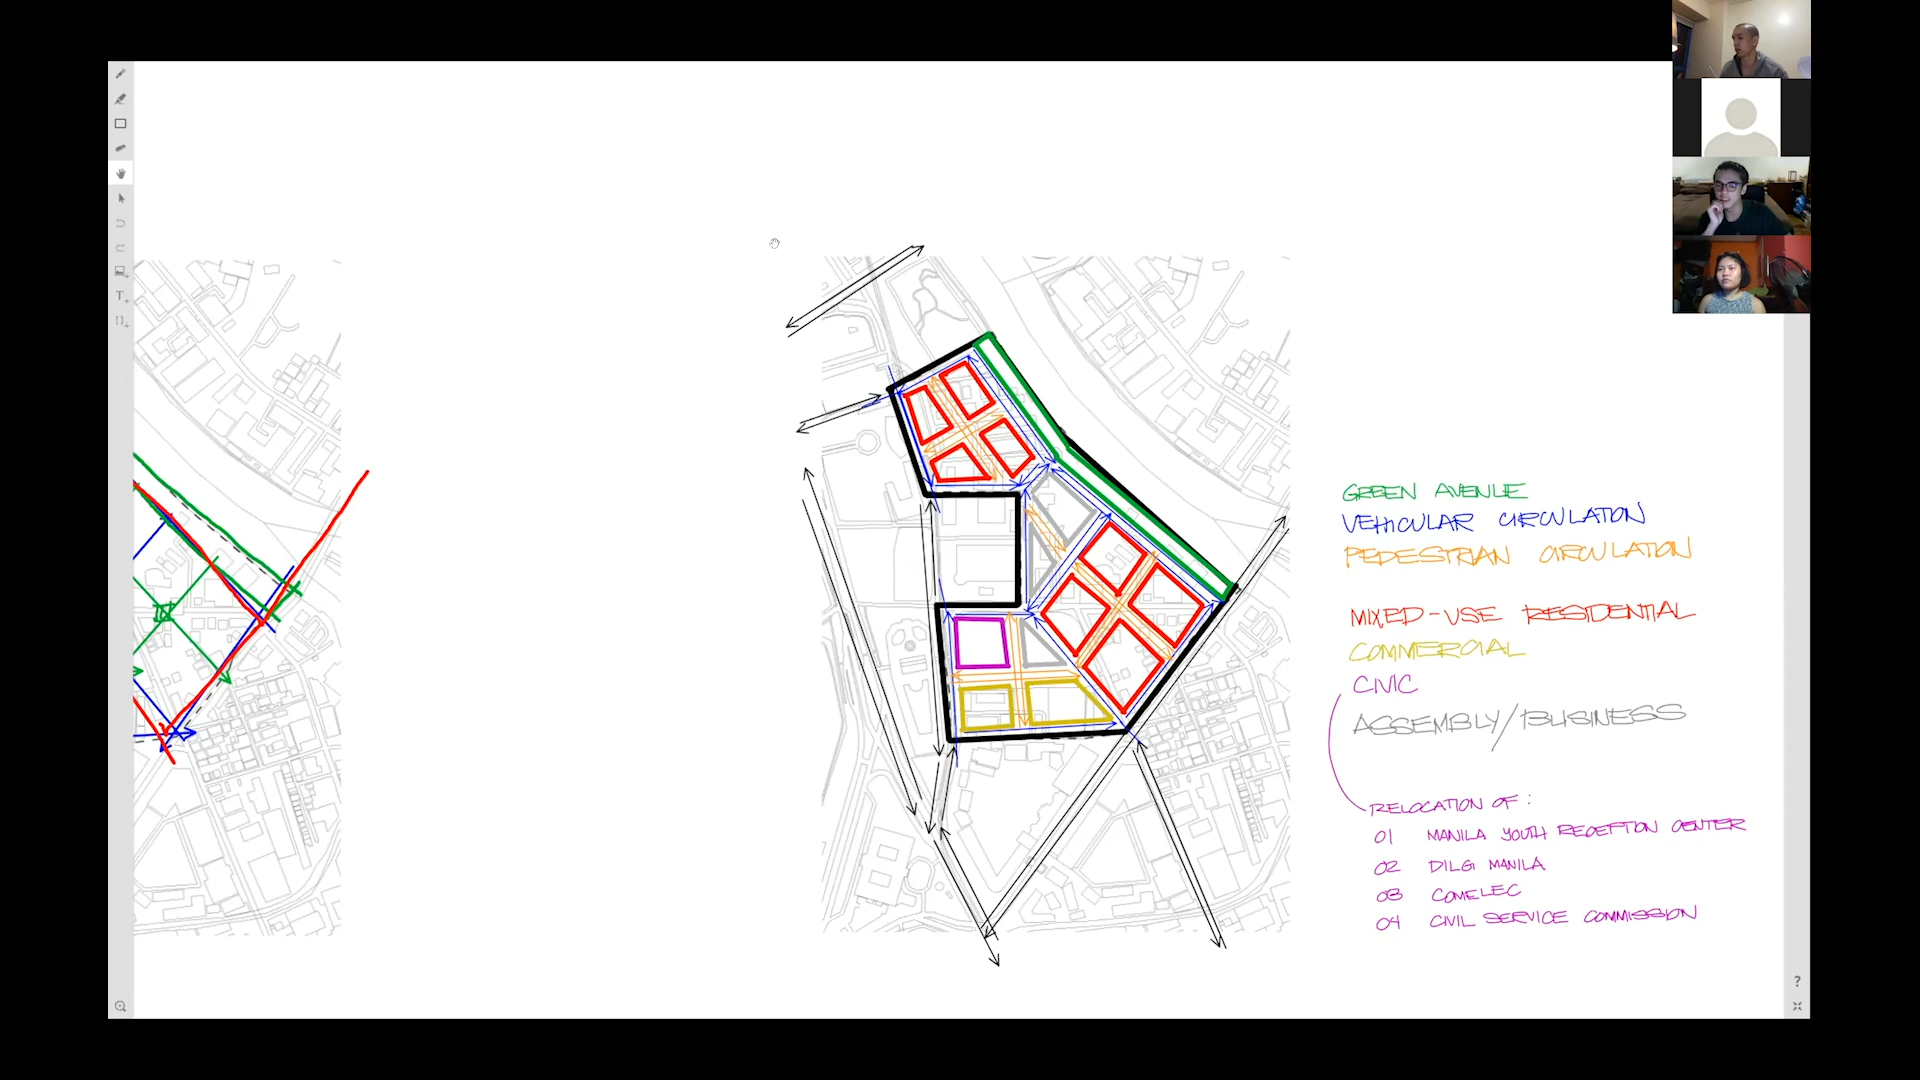 GREEN AVENUE
VEHICULAR CIRCULATION
PEDESTRIAN CIRCULATION
MIXED-USE RESIDENTIAL
COMMERCIAL
CIVIC
ASSEMBLY/BUSINESS
RELOCATION OF:
01 MANILA YOUTH RECEPTION CENTER
02 DILG MANILA
03 COMELEC
04 CIVIL SERVICE COMMISSION